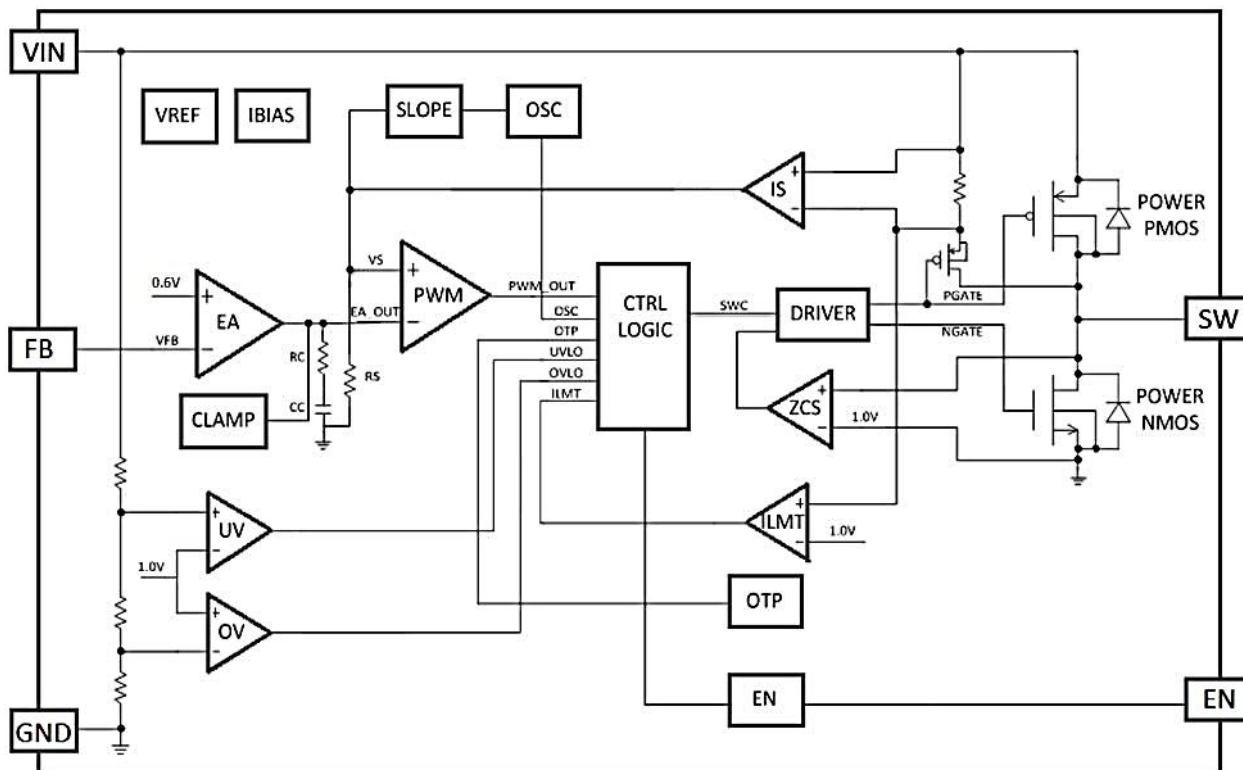 VIN
VREF
IBIAS
SLOPE
OSC
+
IS
−
POWER
PMOS
0.6V
+
EA
−
VFB
FB
VS
+
PWM
−
EA_OUT
PWM_OUT
OSC
OTP
UVLO
OVLO
ILMT
CTRL
LOGIC
SWC
DRIVER
PGATE
NGATE
SW
RC
CC
RS
CLAMP
+
ZCS
−
1.0V
POWER
NMOS
+
UV
−
1.0V
+
OV
−
+
ILMT
−
1.0V
OTP
EN
EN
GND